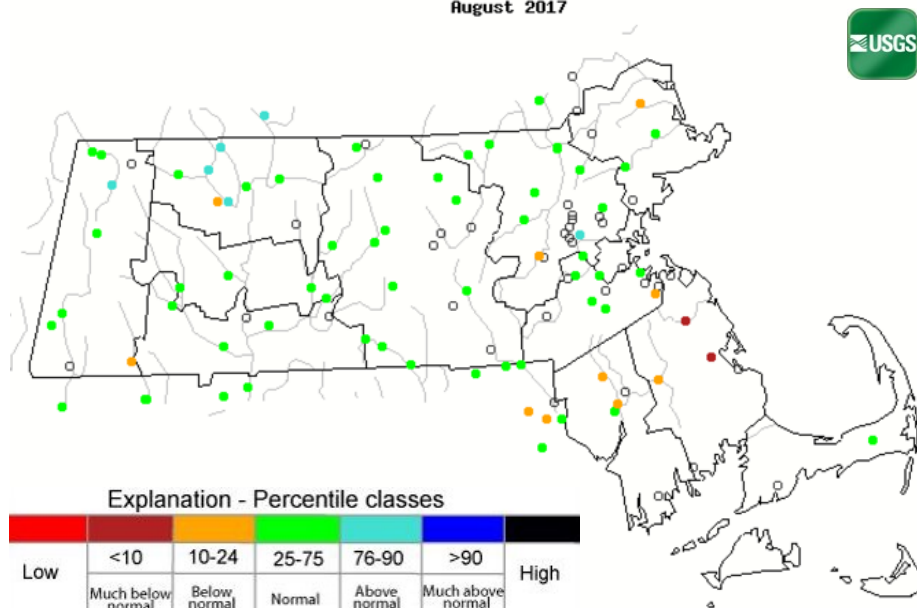 August 2017
USGS
Explanation - Percentile classes
<10 10-24 25-75 76-90 >90
Low High
Much below normal Below normal Normal Above normal Much above normal